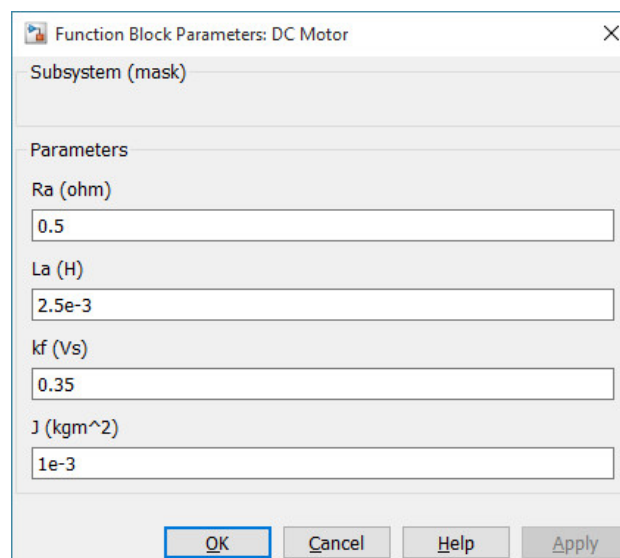 Function Block Parameters: DC Motor
Subsystem (mask)
Parameters
Ra (ohm)
0.5
La (H)
2.5e-3
kf (Vs)
0.35
J (kgm^2)
1e-3
OK Cancel Help Apply